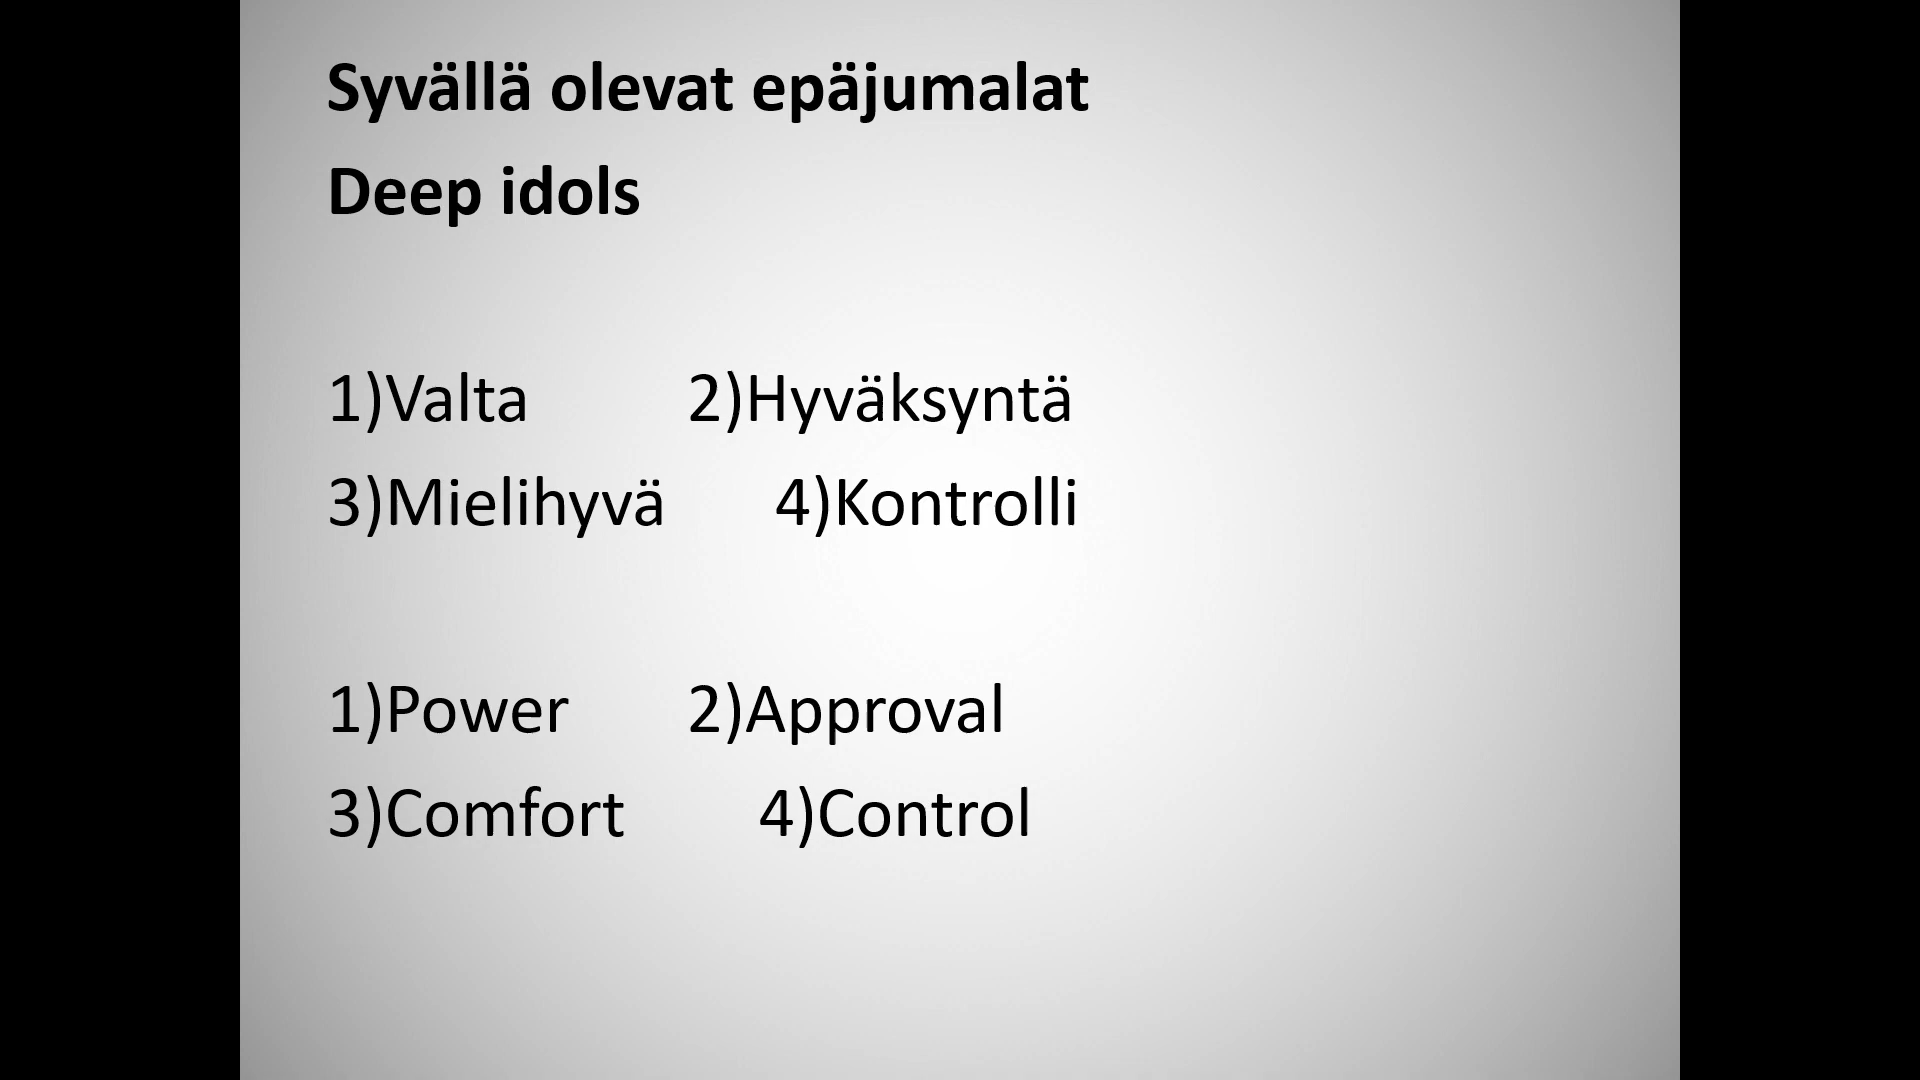 Syvällä olevat epäjumalat
Deep idols
1)Valta 2)Hyväksyntä
3)Mielihyvä 4)Kontrolli
1)Power 2)Approval
3)Comfort 4)Control